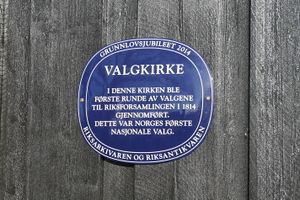 GRUNNLOVSJUBILEET 2014
VALGKIRKE
I DENNE KIRKEN BLE
FØRSTE RUNDE AV VALGENE
TIL RIKSFORSAMLINGEN I 1814
GJENNOMFØRT.
DETTE VAR NORGES FØRSTE
NASJONALE VALG.
RIKSARKIVAREN OG RIKSANTIKVAREN